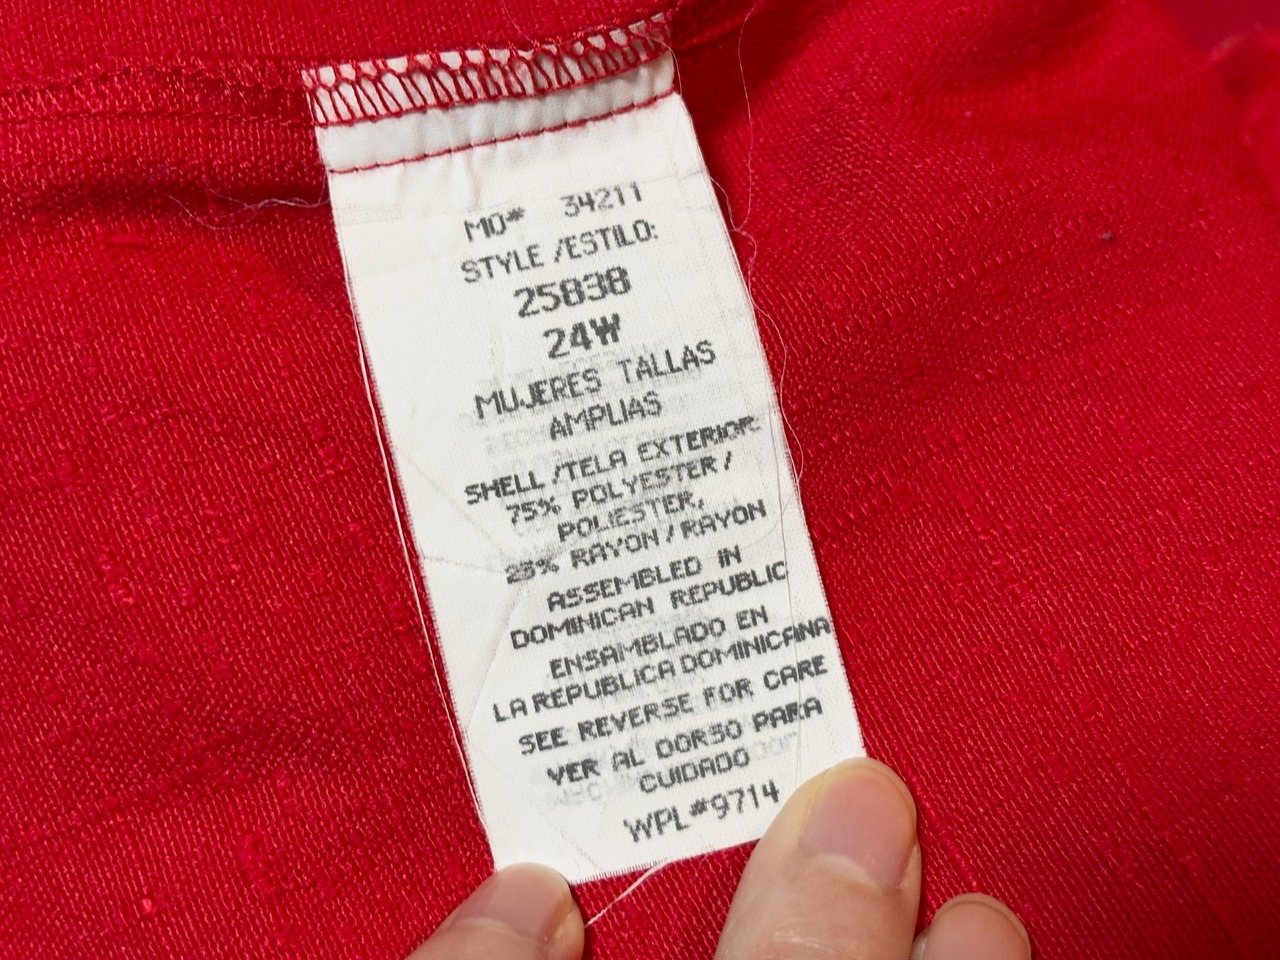 MO# 34211
STYLE /ESTILO:
25838
24W
MUJERES TALLAS
AMPLIAS
SHELL /TELA EXTERIOR:
75% POLYESTER /
POLIESTER,
25% RAYON / RAYON
ASSEMBLED IN
DOMINICAN REPUBLIC
ENSAMBLADO EN
LA REPUBLICA DOMINICANA
SEE REVERSE FOR CARE
VER AL DORSO PARA
CUIDADO
WPL#9714